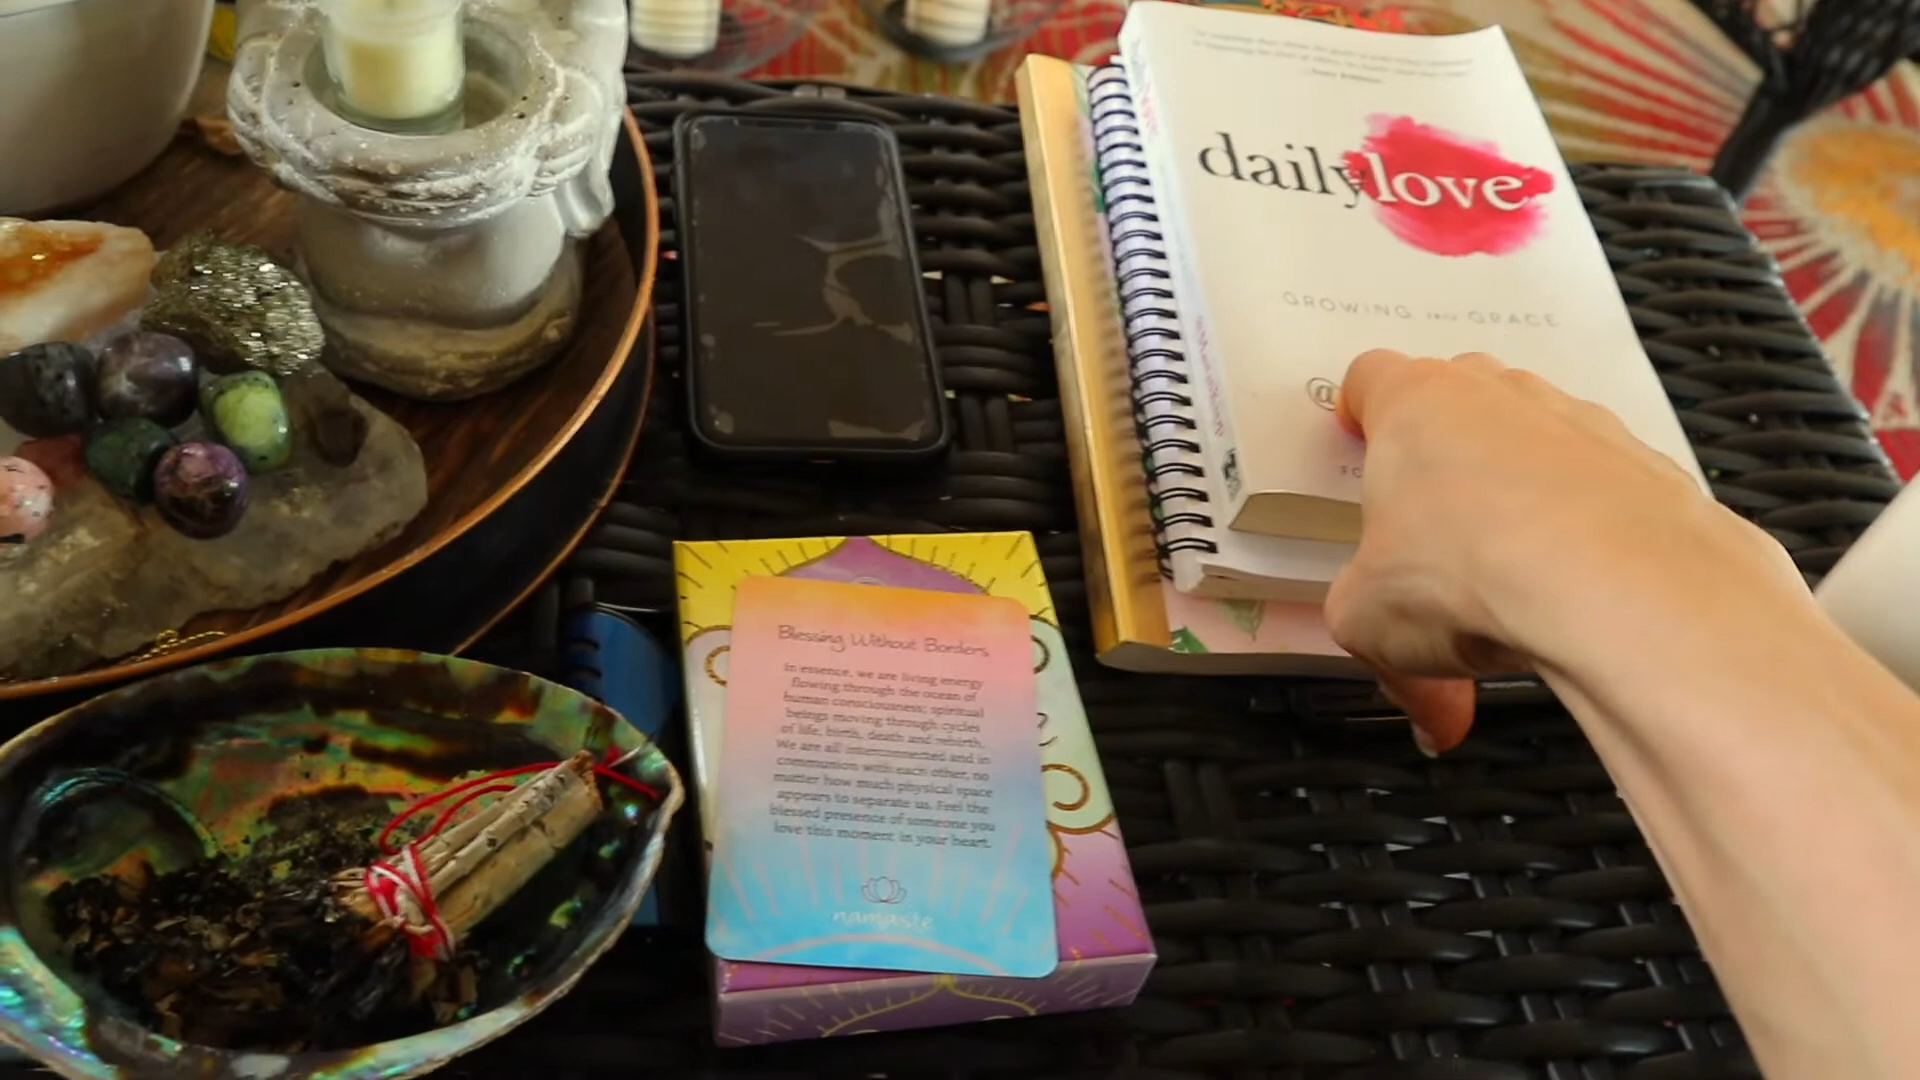 dailylove
GROWING into GRACE
@
FO
Blessing Without Borders
In essence, we are living energy
flowing through the ocean of
human consciousness; spiritual
beings moving through cycles
of life, birth, death and rebirth.
We are all interconnected and in
communion with each other, no
matter how much physical space
appears to separate us. Feel the
blessed presence of someone you
love this moment in your heart.
namaste